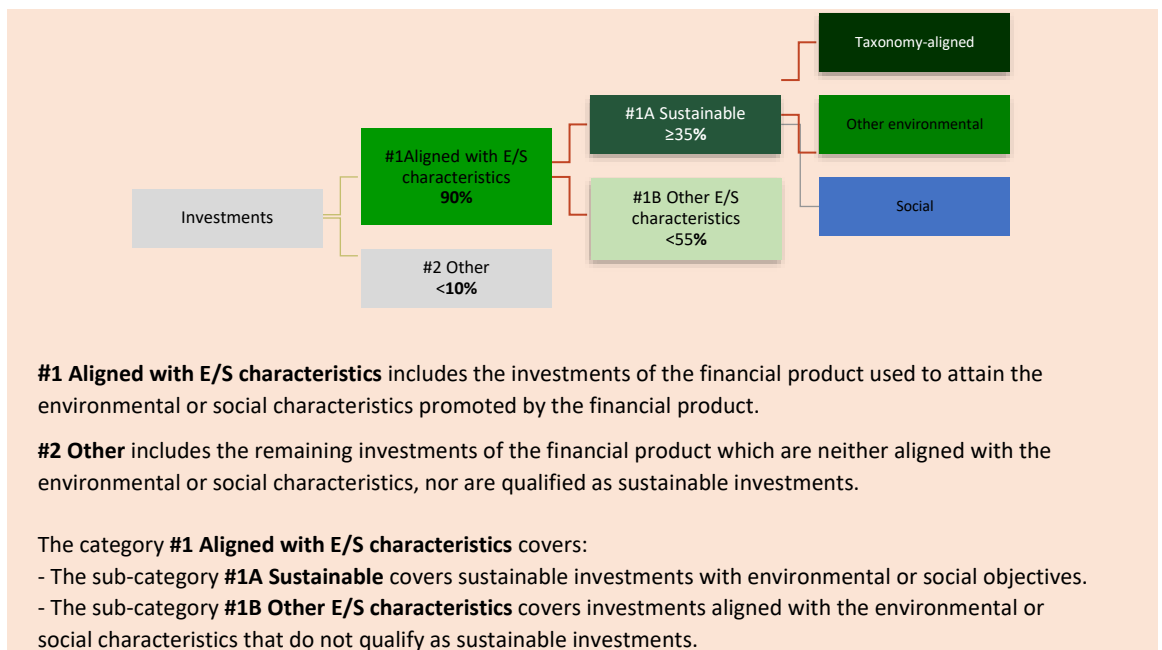 Taxonomy-aligned
#1A Sustainable
≥35%
Other environmental
#1Aligned with E/S
characteristics
90%
#1B Other E/S
characteristics
<55%
Social
Investments
#2 Other
<10%
#1 Aligned with E/S characteristics includes the investments of the financial product used to attain the
environmental or social characteristics promoted by the financial product.
#2 Other includes the remaining investments of the financial product which are neither aligned with the
environmental or social characteristics, nor are qualified as sustainable investments.
The category #1 Aligned with E/S characteristics covers:
- The sub-category #1A Sustainable covers sustainable investments with environmental or social objectives.
- The sub-category #1B Other E/S characteristics covers investments aligned with the environmental or
social characteristics that do not qualify as sustainable investments.